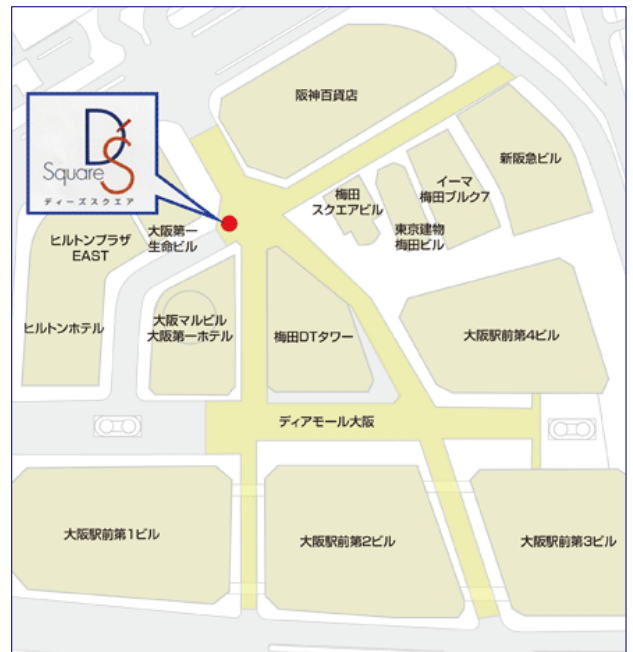 阪神百貨店
D'S
Square
ディーズスクエア
新阪急ビル
イーマ
梅田ブルク7
梅田
スクエアビル
東京建物
梅田ビル
大阪第一
生命ビル
ヒルトンプラザ
EAST
ヒルトンホテル
大阪マルビル
大阪第一ホテル
梅田DTタワー
大阪駅前第4ビル
ディアモール大阪
大阪駅前第1ビル
大阪駅前第2ビル
大阪駅前第3ビル